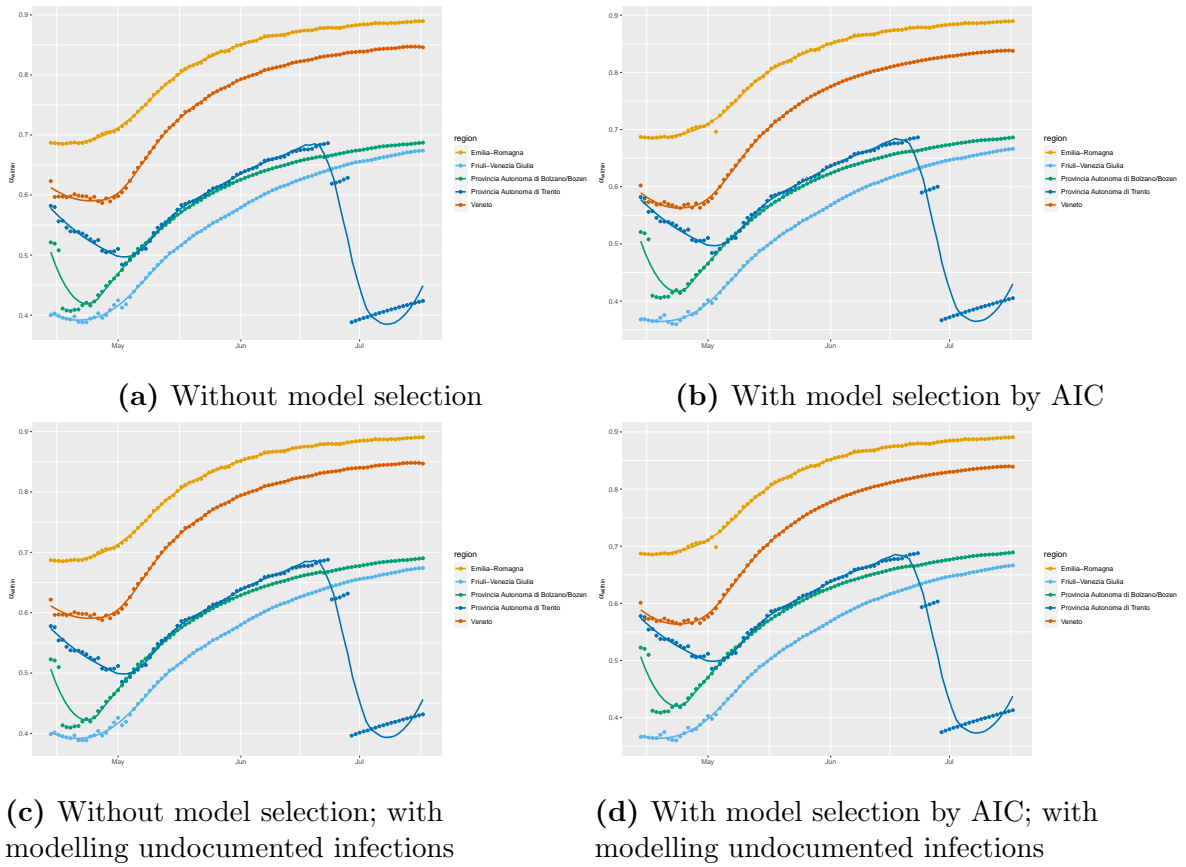 0.9
0.8
0.7
0.6
0.5
0.4
αwithin
May
Jun
Jul
region
Emilia−Romagna
Friuli−Venezia Giulia
Provincia Autonoma di Bolzano/Bozen
Provincia Autonoma di Trento
Veneto
(a) Without model selection
0.9
0.8
0.7
0.6
0.5
0.4
αwithin
May
Jun
Jul
region
Emilia−Romagna
Friuli−Venezia Giulia
Provincia Autonoma di Bolzano/Bozen
Provincia Autonoma di Trento
Veneto
(b) With model selection by AIC
0.9
0.8
0.7
0.6
0.5
0.4
αwithin
May
Jun
Jul
region
Emilia−Romagna
Friuli−Venezia Giulia
Provincia Autonoma di Bolzano/Bozen
Provincia Autonoma di Trento
Veneto
(c) Without model selection; with
modelling undocumented infections
0.9
0.8
0.7
0.6
0.5
0.4
αwithin
May
Jun
Jul
region
Emilia−Romagna
Friuli−Venezia Giulia
Provincia Autonoma di Bolzano/Bozen
Provincia Autonoma di Trento
Veneto
(d) With model selection by AIC; with
modelling undocumented infections